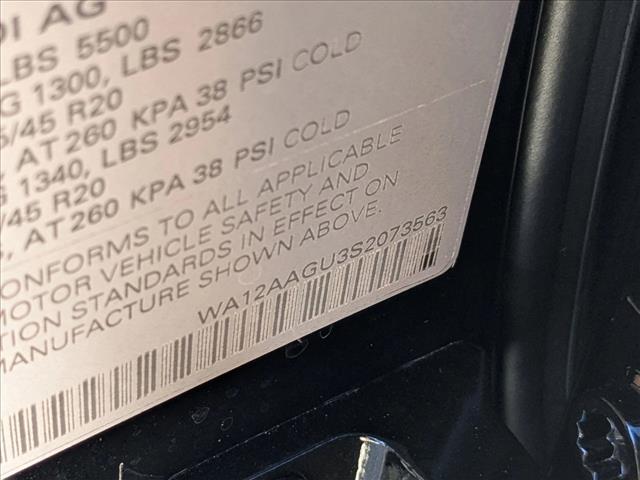 DI AG
LBS 5500
G 1300, LBS 2866
5/45 R20
, AT 260 KPA 38 PSI COLD
G 1340, LBS 2954
/45 R20
, AT 260 KPA 38 PSI COLD
ONFORMS TO ALL APPLICABLE
MOTOR VEHICLE SAFETY AND
TION STANDARDS IN EFFECT ON
MANUFACTURE SHOWN ABOVE.
WA12AAGU3S2073563